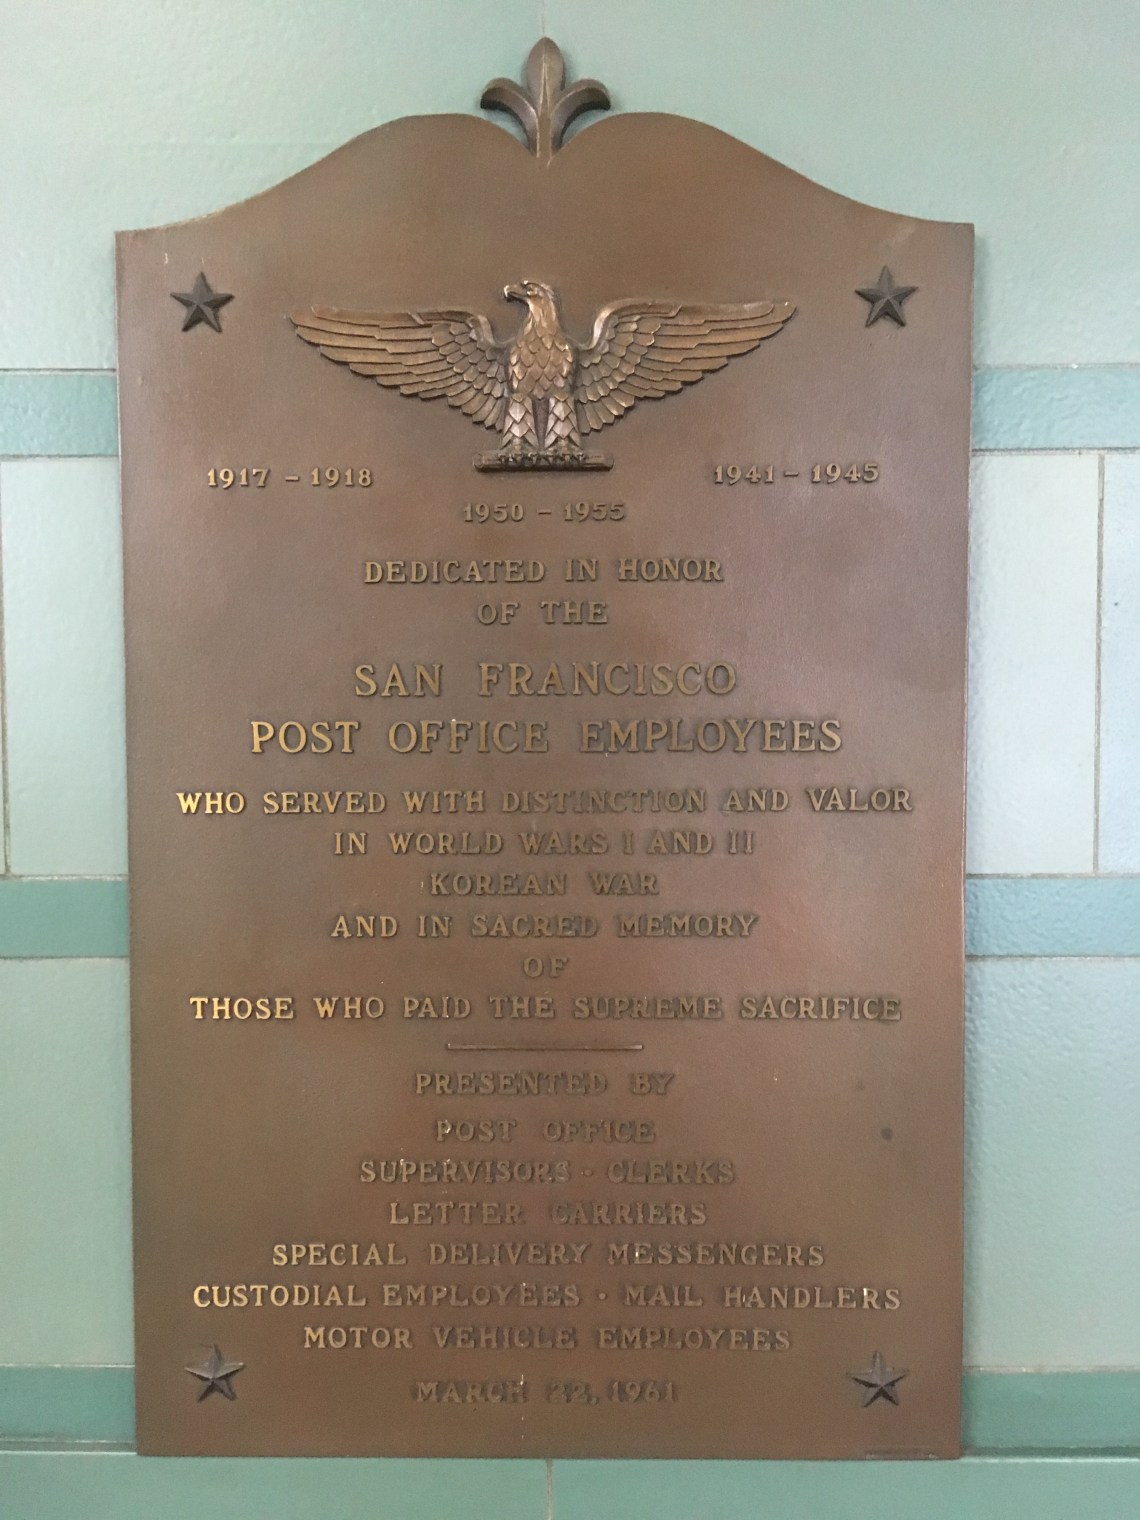 1917 – 1918
1941 – 1945
1950 – 1955
DEDICATED IN HONOR
OF THE
SAN FRANCISCO
POST OFFICE EMPLOYEES
WHO SERVED WITH DISTINCTION AND VALOR
IN WORLD WARS I AND II
KOREAN WAR
AND IN SACRED MEMORY
OF
THOSE WHO PAID THE SUPREME SACRIFICE
PRESENTED BY
POST OFFICE
SUPERVISORS · CLERKS
LETTER CARRIERS
SPECIAL DELIVERY MESSENGERS
CUSTODIAL EMPLOYEES · MAIL HANDLERS
MOTOR VEHICLE EMPLOYEES
MARCH 22, 1961